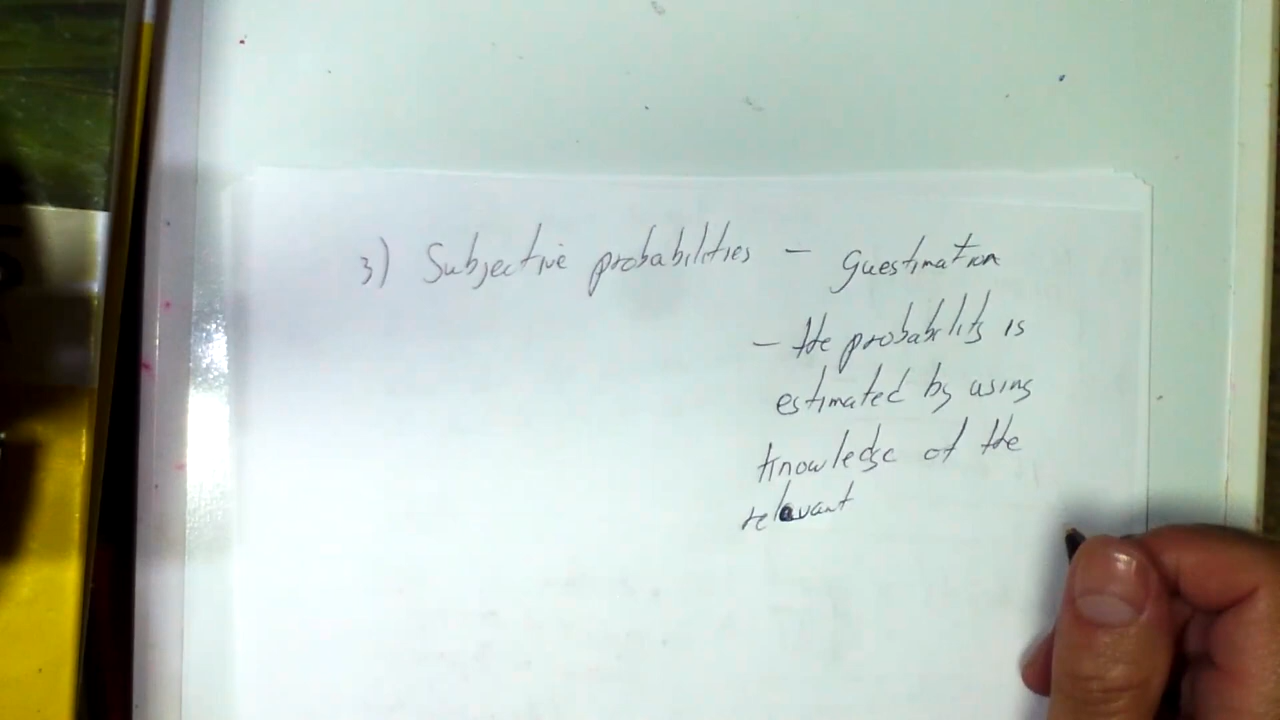 3) Subjective probabilities – guestimation
– the probability is
estimated by using
knowledge of the
relevant